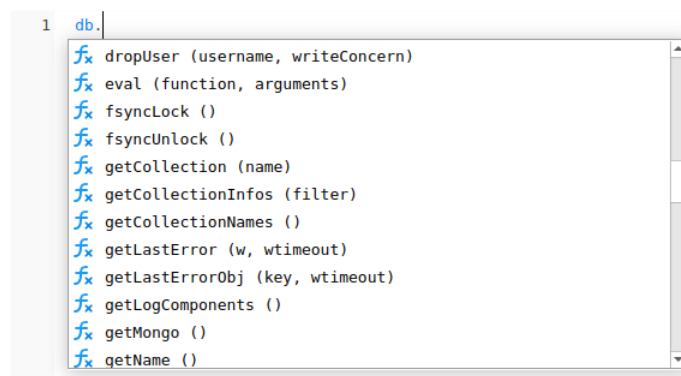 1 db.
dropUser (username, writeConcern)
eval (function, arguments)
fsyncLock ()
fsyncUnlock ()
getCollection (name)
getCollectionInfos (filter)
getCollectionNames ()
getLastError (w, wtimeout)
getLastErrorObj (key, wtimeout)
getLogComponents ()
getMongo ()
getName ()